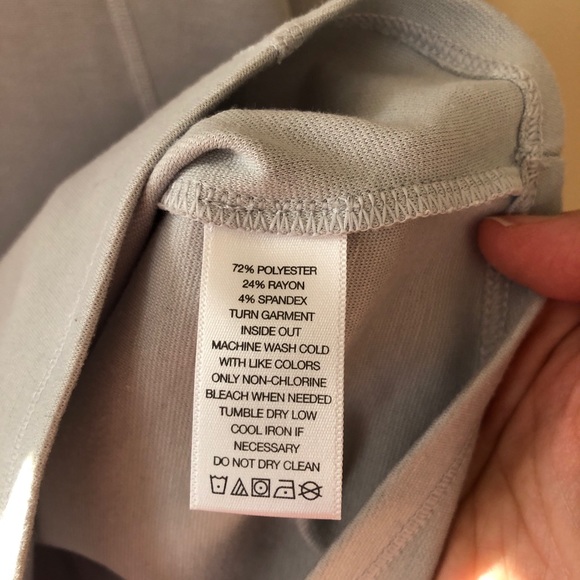 72% POLYESTER
24% RAYON
4% SPANDEX
TURN GARMENT
INSIDE OUT
MACHINE WASH COLD
WITH LIKE COLORS
ONLY NON-CHLORINE
BLEACH WHEN NEEDED
TUMBLE DRY LOW
COOL IRON IF
NECESSARY
DO NOT DRY CLEAN